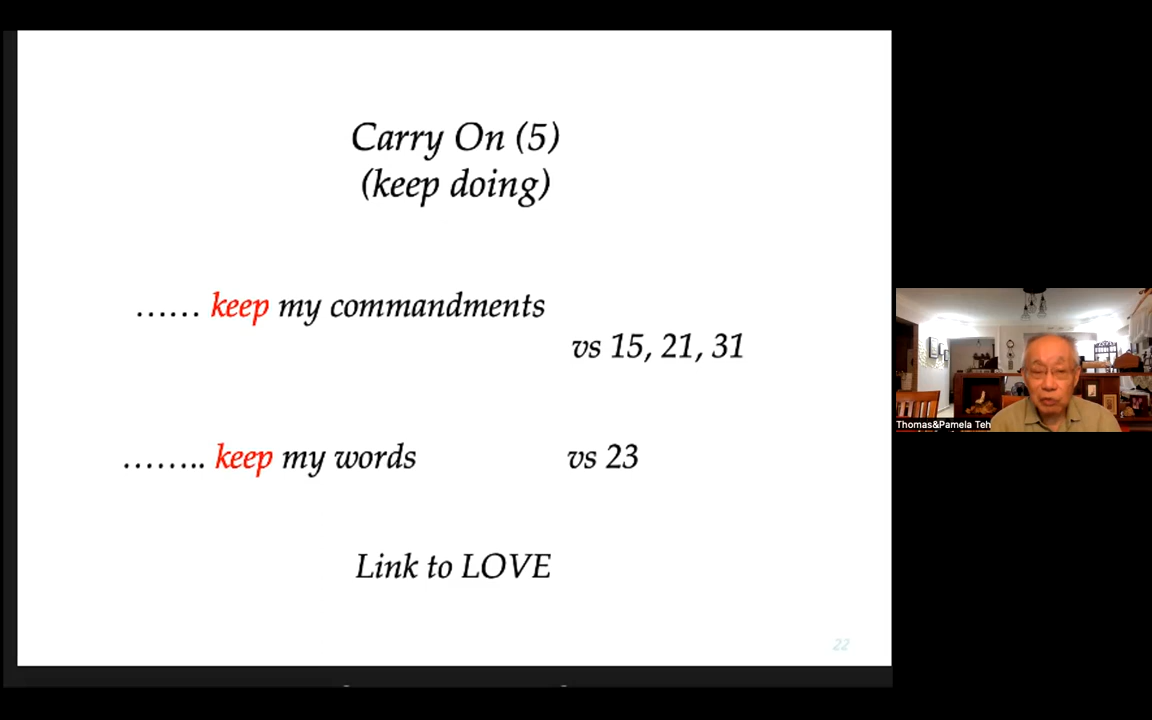 Carry On (5)
(keep doing)
...... keep my commandments
vs 15, 21, 31
........ keep my words vs 23
Link to LOVE
22
Thomas&Pamela Teh